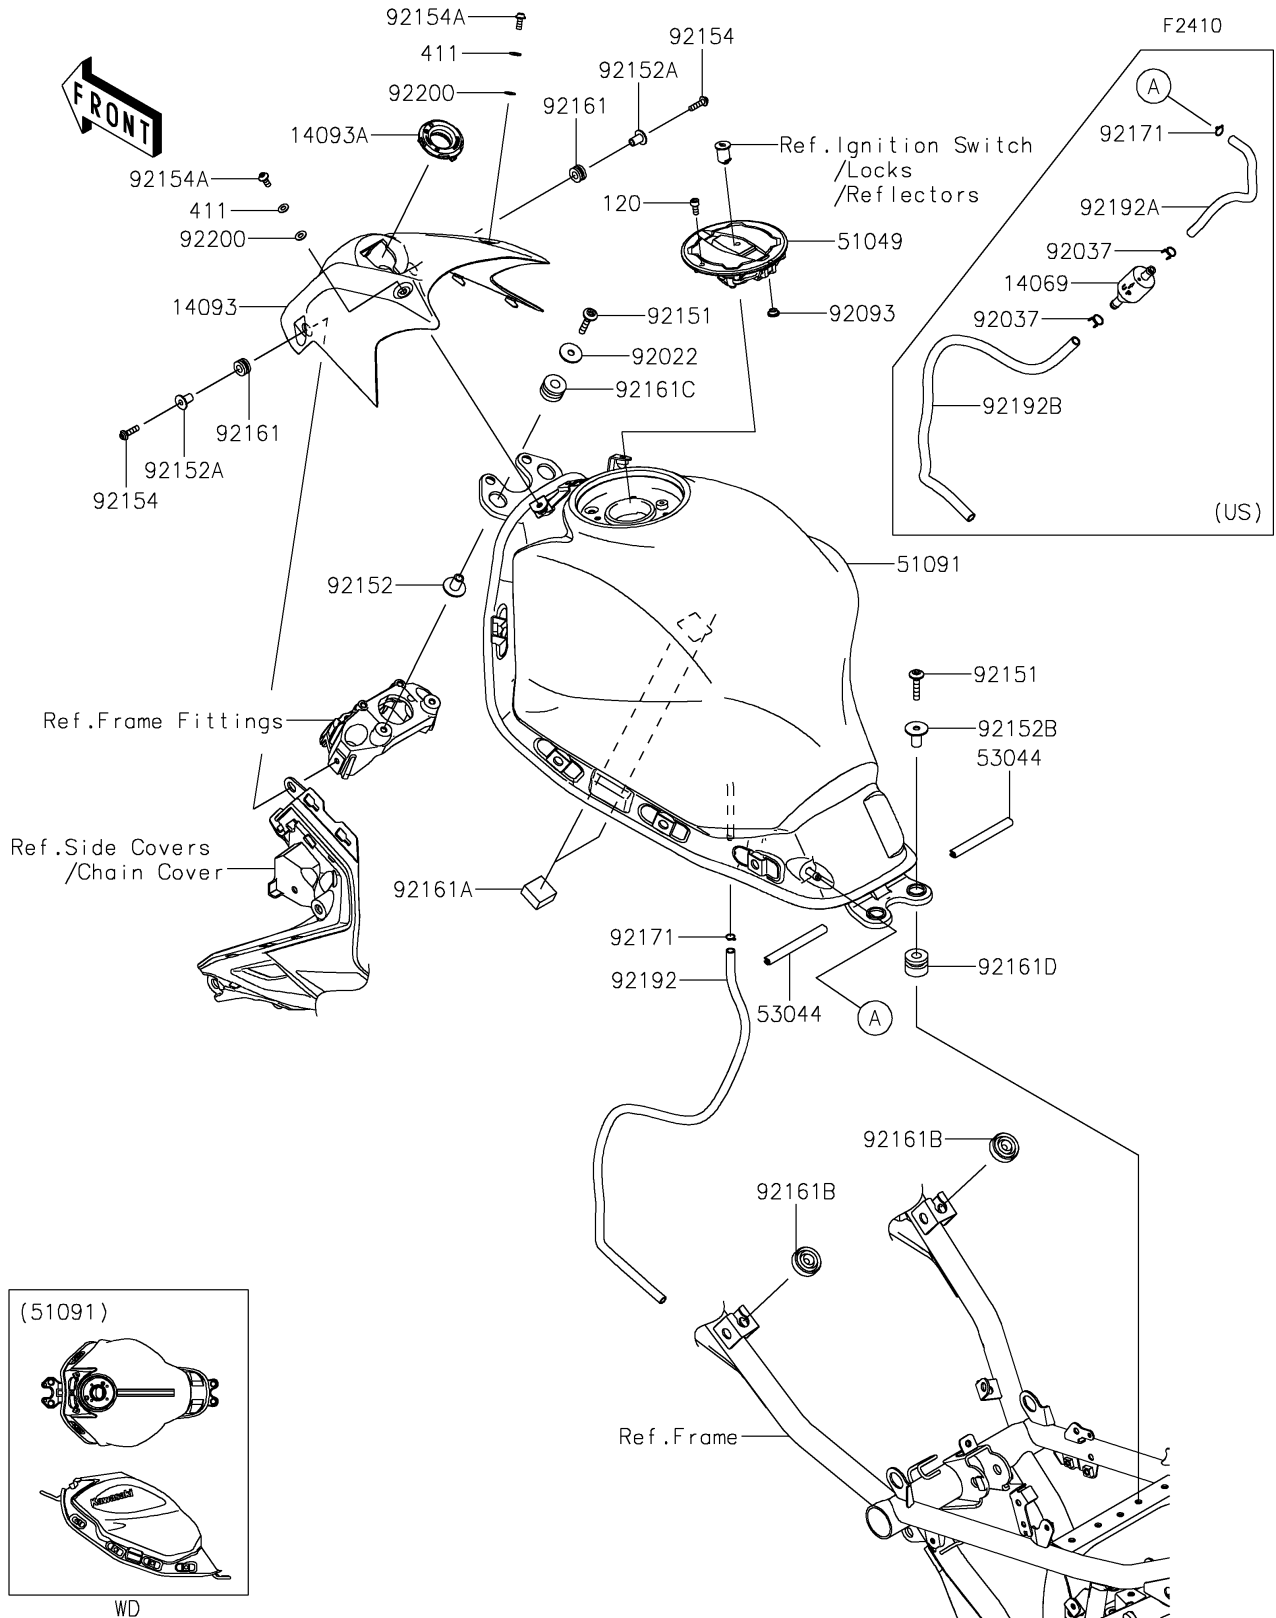 92154A
92154
F2410
411
92152A
FRONT
A
92200
92161
92171
14093A
Ref.Ignition Switch
/Locks
/Reflectors
92154A
120
411
92192A
92200
51049
92037
14069
14093
92151
92093
92037
92022
92161C
92192B
92161
92152A
92154
(US)
51091
92152
92151
Ref.Frame Fittings
92152B
53044
Ref.Side Covers
/Chain Cover
92161A
92171
92161D
92192
53044
A
92161B
92161B
(51091)
Ref.Frame
Kawasaki
WD